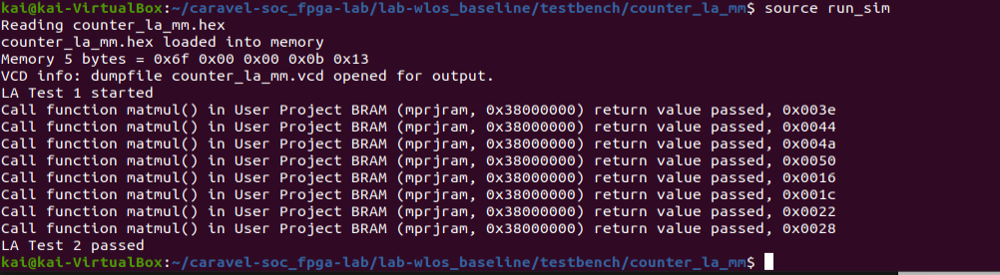 kai@kai-VirtualBox:~/caravel-soc_fpga-lab/lab-wlos_baseline/testbench/counter_la_mm$ source run_sim
Reading counter_la_mm.hex
counter_la_mm.hex loaded into memory
Memory 5 bytes = 0x6f 0x00 0x00 0x0b 0x13
VCD info: dumpfile counter_la_mm.vcd opened for output.
LA Test 1 started
Call function matmul() in User Project BRAM (mprjram, 0x38000000) return value passed, 0x003e
Call function matmul() in User Project BRAM (mprjram, 0x38000000) return value passed, 0x0044
Call function matmul() in User Project BRAM (mprjram, 0x38000000) return value passed, 0x004a
Call function matmul() in User Project BRAM (mprjram, 0x38000000) return value passed, 0x0050
Call function matmul() in User Project BRAM (mprjram, 0x38000000) return value passed, 0x0016
Call function matmul() in User Project BRAM (mprjram, 0x38000000) return value passed, 0x001c
Call function matmul() in User Project BRAM (mprjram, 0x38000000) return value passed, 0x0022
Call function matmul() in User Project BRAM (mprjram, 0x38000000) return value passed, 0x0028
LA Test 2 passed
kai@kai-VirtualBox:~/caravel-soc_fpga-lab/lab-wlos_baseline/testbench/counter_la_mm$